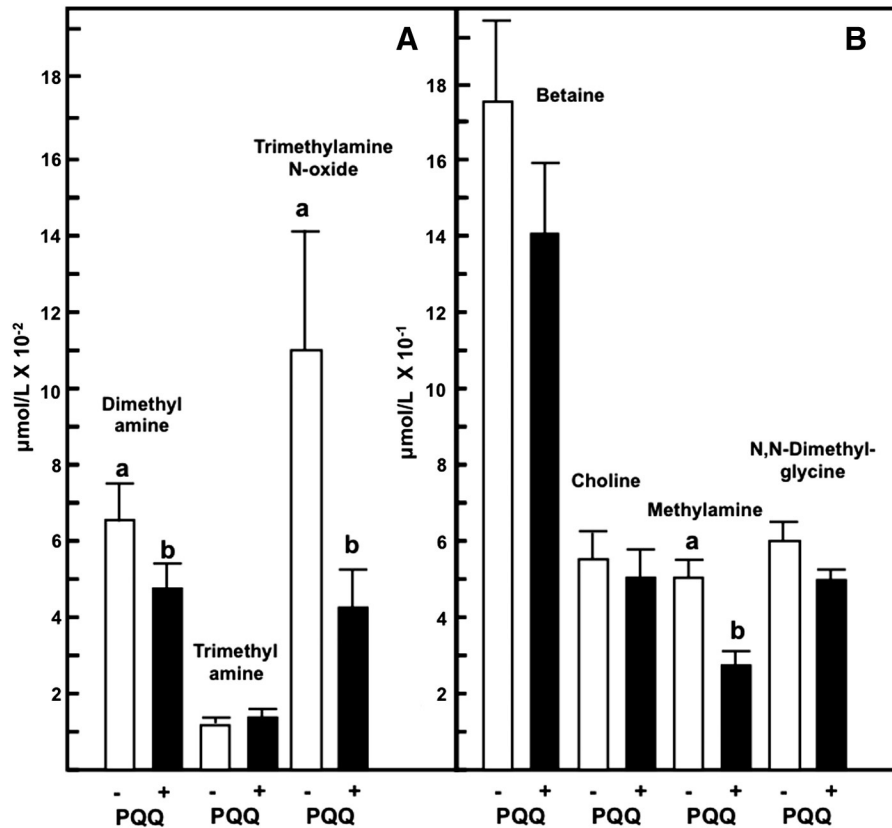 A
B
18
16
14
12
10
8
6
4
2
µmol/L X 10⁻²
Trimethylamine
N-oxide
a
b
Dimethyl
amine
a
b
Trimethyl
amine
- +
PQQ
- +
PQQ
- +
PQQ
18
16
14
12
10
8
6
4
2
µmol/L X 10⁻¹
Betaine
Choline
Methylamine
a
b
N,N-Dimethyl-
glycine
- +
PQQ
- +
PQQ
- +
PQQ
- +
PQQ